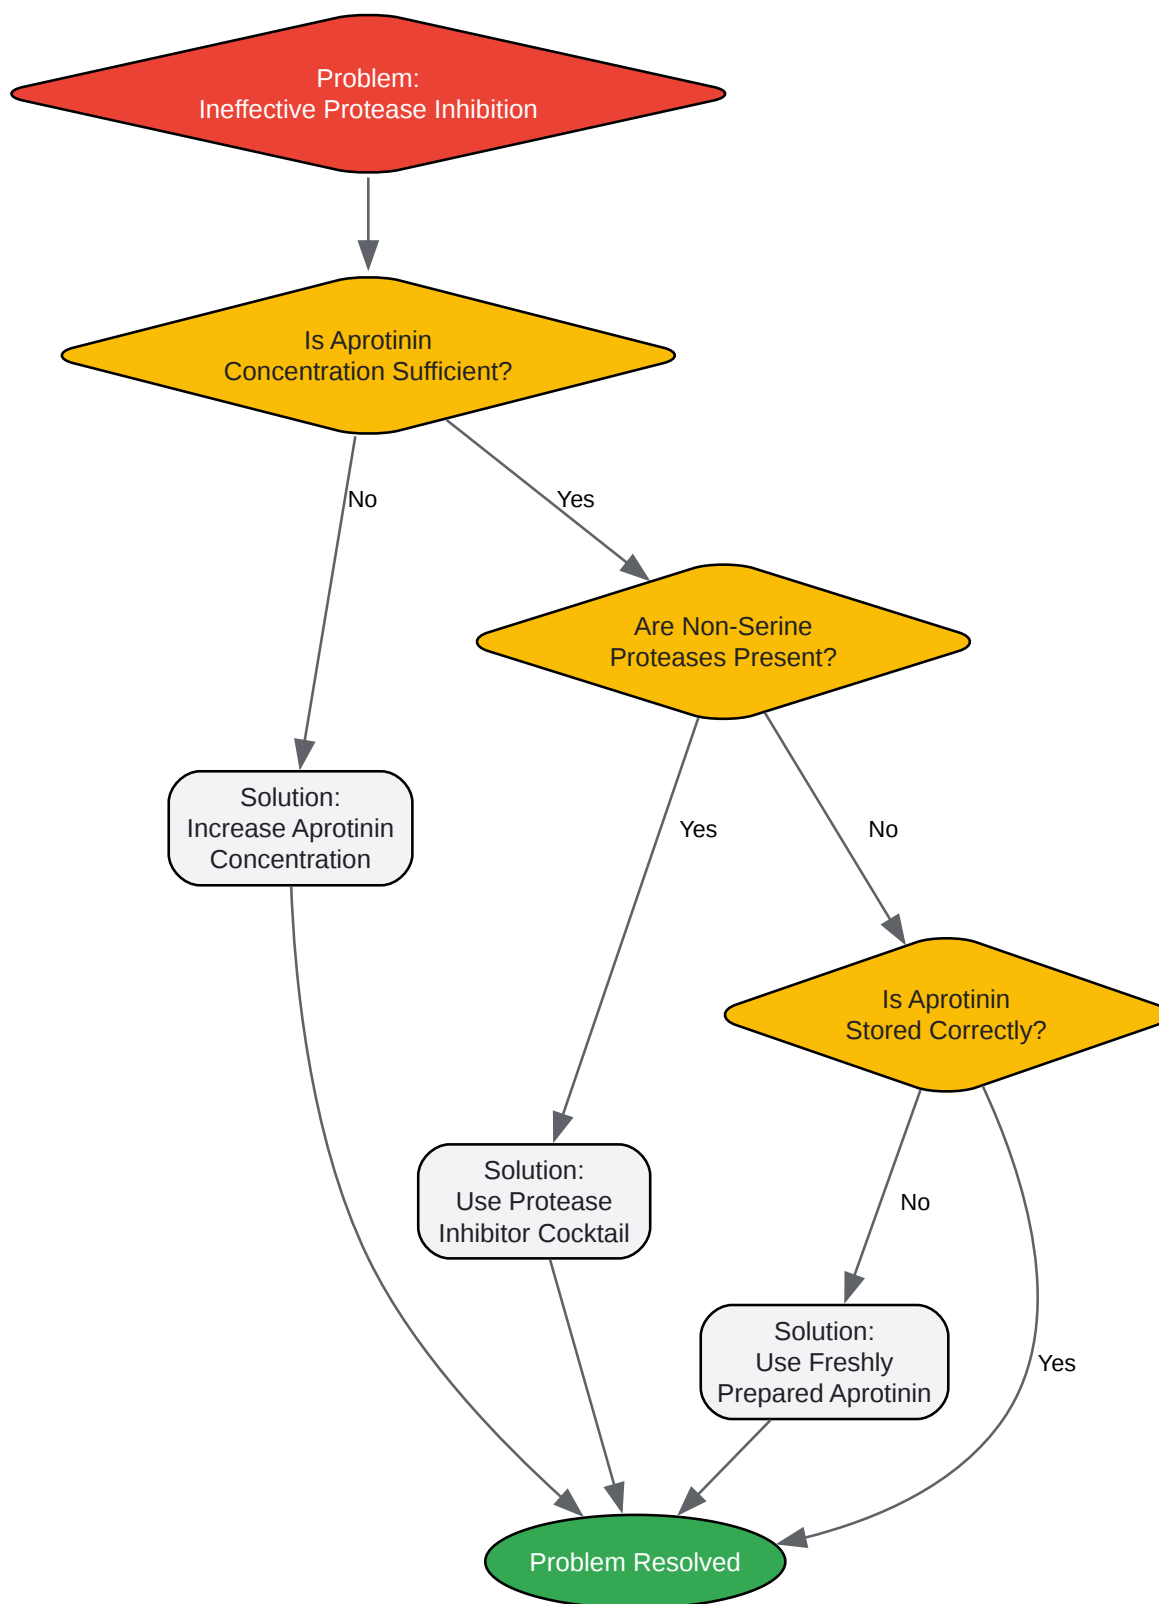 Problem:
Ineffective Protease Inhibition
Is Aprotinin
Concentration Sufficient?
No
Yes
Are Non-Serine
Proteases Present?
Solution:
Increase Aprotinin
Concentration
Yes
No
Is Aprotinin
Stored Correctly?
Solution:
Use Protease
Inhibitor Cocktail
No
Solution:
Use Freshly
Prepared Aprotinin
Yes
Problem Resolved